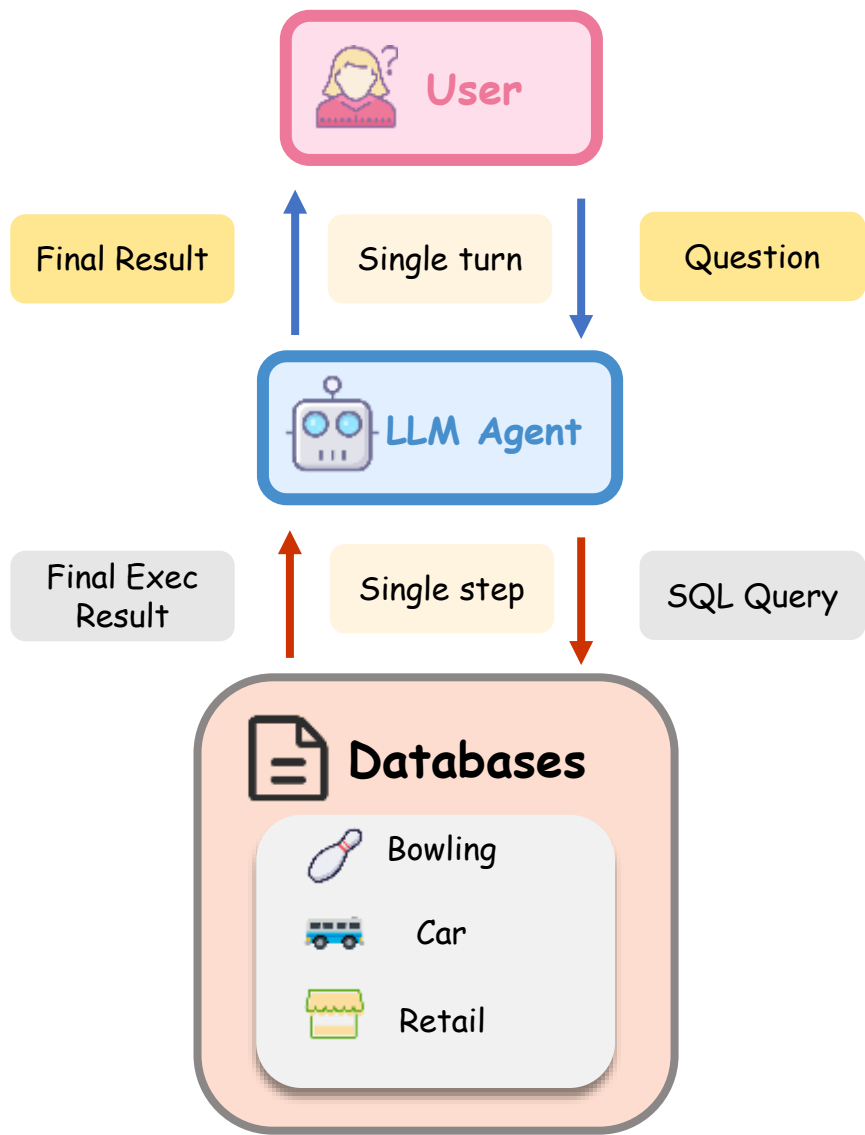 User
Final Result
Single turn
Question
LLM Agent
Final Exec
Result
Single step
SQL Query
Databases
Bowling
Car
Retail